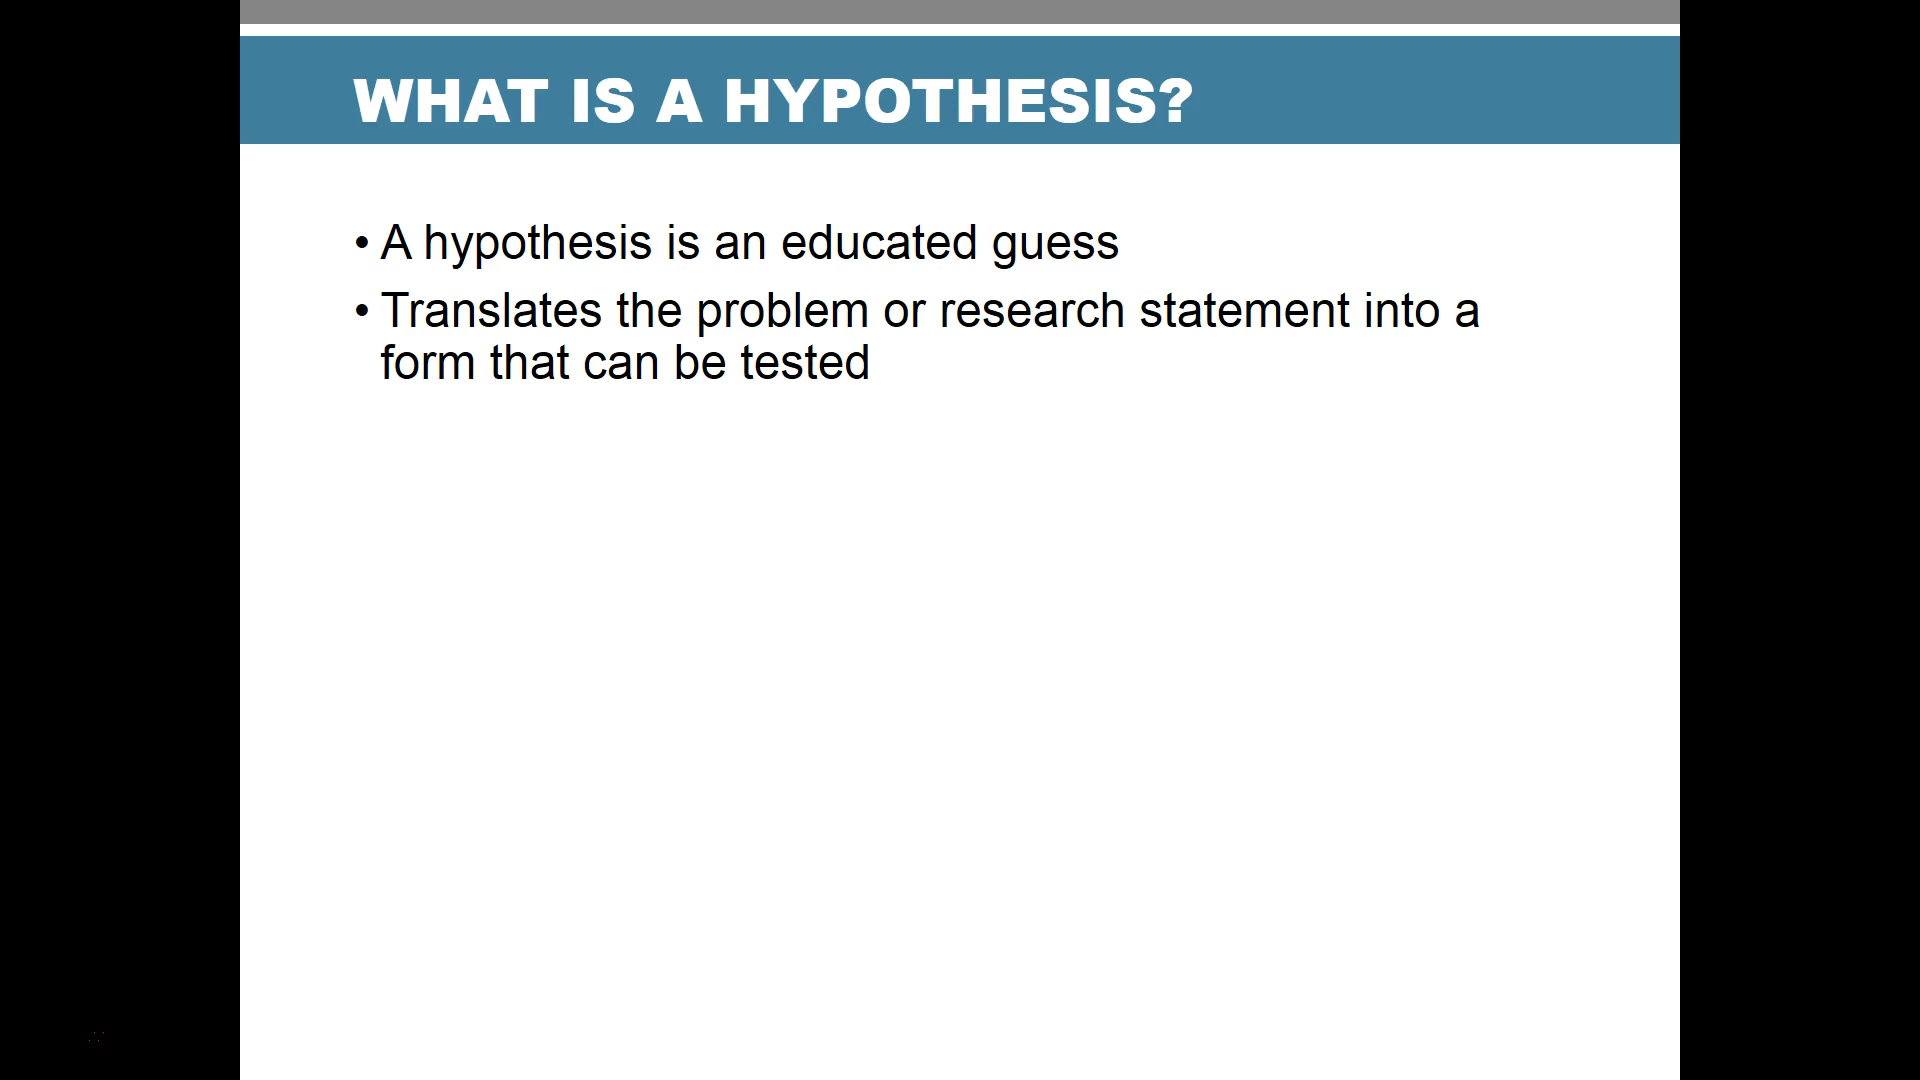 WHAT IS A HYPOTHESIS?
• A hypothesis is an educated guess
• Translates the problem or research statement into a
form that can be tested